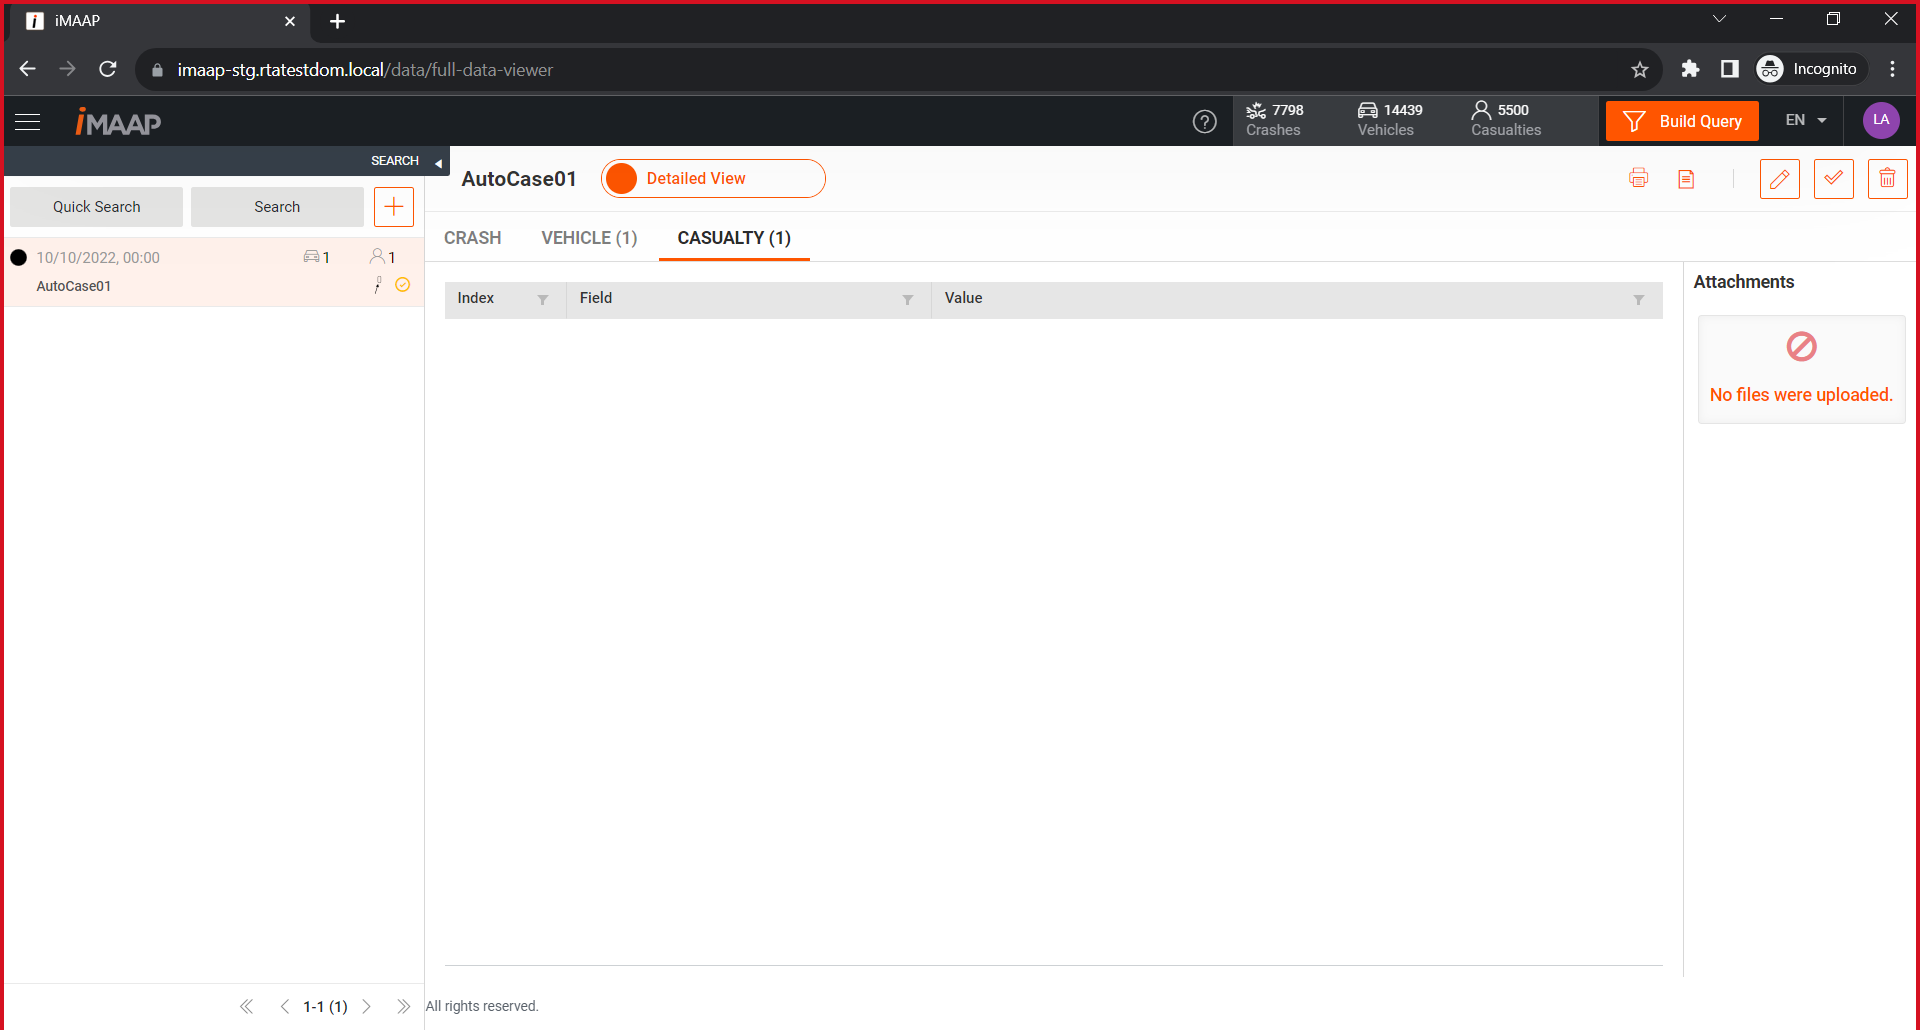 iMAAP
imaap-stg.rtatestdom.local/data/full-data-viewer
Incognito
iMAAP
7798
Crashes
14439
Vehicles
5500
Casualties
Build Query
EN
LA
SEARCH
AutoCase01
Detailed View
Quick Search
Search
CRASH
VEHICLE (1)
CASUALTY (1)
10/10/2022, 00:00
1
1
AutoCase01
Index
Field
Value
Attachments
No files were uploaded.
1-1 (1)
All rights reserved.